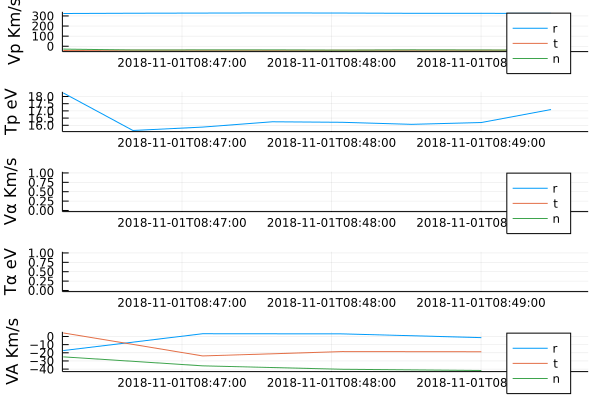 Vp Km/s
300
200
100
0
2018-11-01T08:47:00 2018-11-01T08:48:00 2018-11-01T08:
r
t
n
Tp eV
18.0
17.5
17.0
16.5
16.0
2018-11-01T08:47:00 2018-11-01T08:48:00 2018-11-01T08:49:00
Vα Km/s
1.00
0.75
0.50
0.25
0.00
2018-11-01T08:47:00 2018-11-01T08:48:00 2018-11-01T08:
r
t
n
Tα eV
1.00
0.75
0.50
0.25
0.00
2018-11-01T08:47:00 2018-11-01T08:48:00 2018-11-01T08:49:00
VA Km/s
0
−10
−20
−30
−40
2018-11-01T08:47:00 2018-11-01T08:48:00 2018-11-01T08:
r
t
n